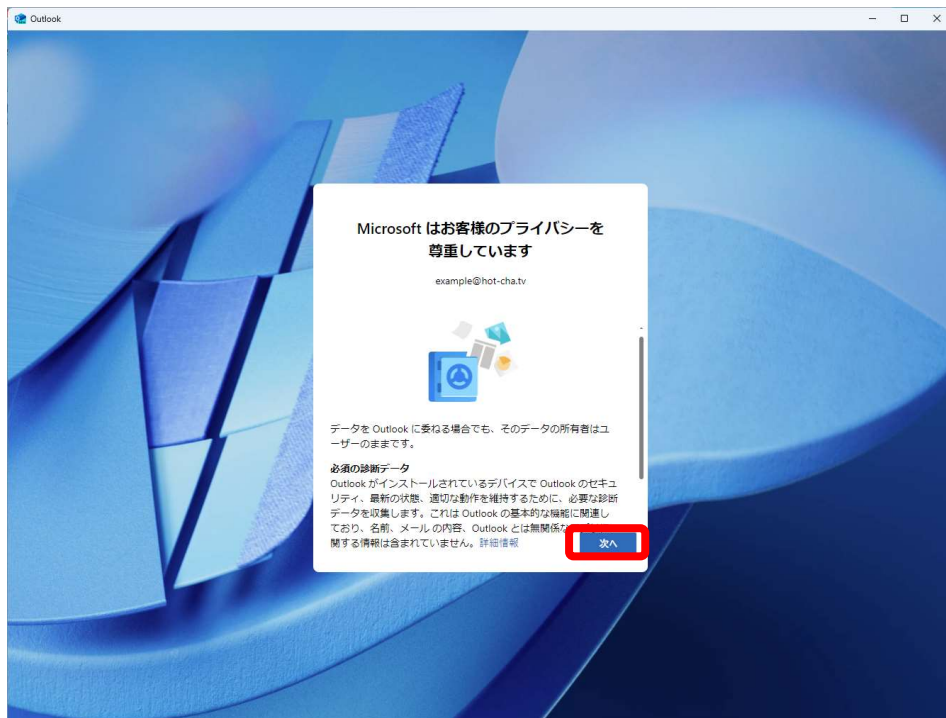 Outlook
Microsoft はお客様のプライバシーを
尊重しています
example@hot-cha.tv
データを Outlook に委ねる場合でも、そのデータの所有者はユ
ーザーのままです。
必須の診断データ
Outlook がインストールされているデバイスで Outlook のセキュ
リティ、最新の状態、適切な動作を維持するために、必要な診断
データを収集します。これは Outlook の基本的な機能に関連し
ており、名前、メール の内容、Outlook とは無関係な
関する情報は含まれていません。詳細情報
次へ